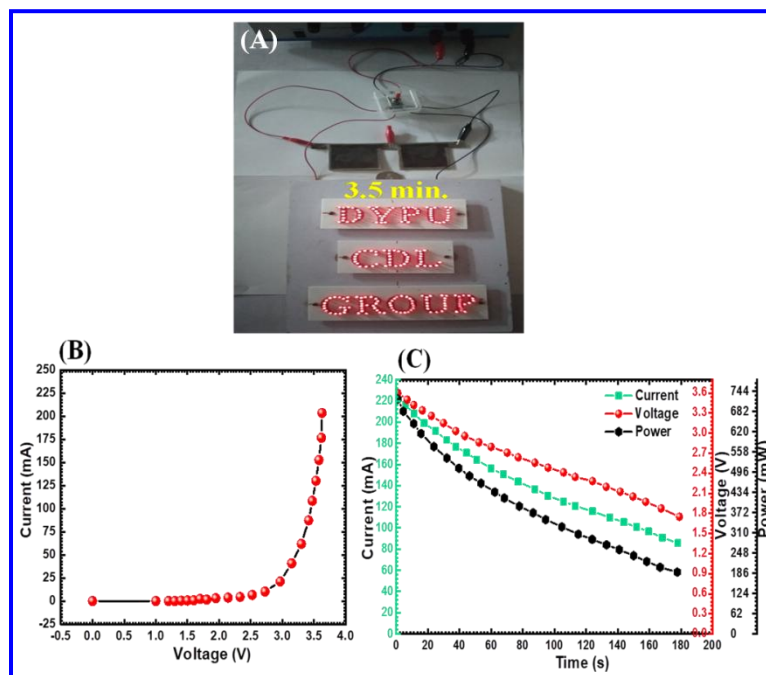 (A)
3.5 min.
DYPU
CDL
GROUP
(B)
250
225
200
175
150
125
100
75
50
25
0
-25
Current (mA)
-0.5 0.0 0.5 1.0 1.5 2.0 2.5 3.0 3.5 4.0
Voltage (V)
(C)
240
220
200
180
160
140
120
100
80
60
40
20
0
Current (mA)
Current
Voltage
Power
3.6
3.3
3.0
2.7
2.4
2.1
1.8
1.5
1.2
0.9
0.6
0.3
0.0
Voltage (V)
744
682
620
558
496
434
372
310
248
186
124
62
0
Power (mW)
0 20 40 60 80 100 120 140 160 180 200
Time (s)